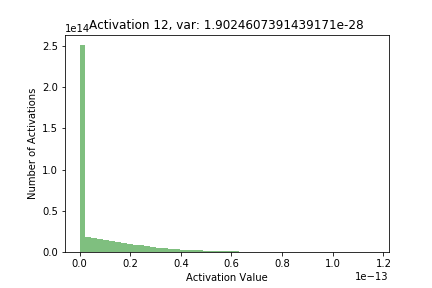 1e14
Activation 12, var: 1.9024607391439171e-28
2.5
2.0
1.5
1.0
0.5
0.0
Number of Activations
0.0 0.2 0.4 0.6 0.8 1.0 1.2
1e−13
Activation Value